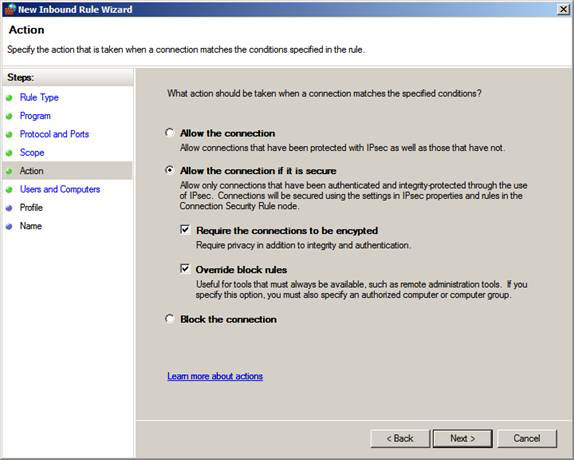 New Inbound Rule Wizard
Action
Specify the action that is taken when a connection matches the conditions specified in the rule.
Steps:
Rule Type
Program
Protocol and Ports
Scope
Action
Users and Computers
Profile
Name
What action should be taken when a connection matches the specified conditions?
Allow the connection
Allow connections that have been protected with IPsec as well as those that have not.
Allow the connection if it is secure
Allow only connections that have been authenticated and integrity-protected through the use
of IPsec. Connections will be secured using the settings in IPsec properties and rules in the
Connection Security Rule node.
Require the connections to be encrypted
Require privacy in addition to integrity and authentication.
Override block rules
Useful for tools that must always be available, such as remote administration tools. If you
specify this option, you must also specify an authorized computer or computer group.
Block the connection
Learn more about actions
< Back
Next >
Cancel